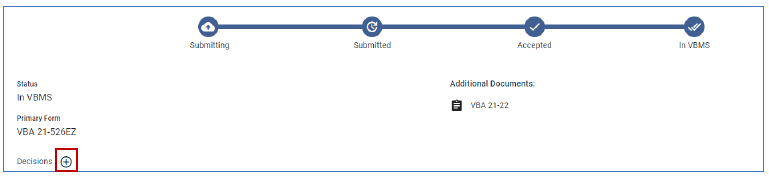 Submitting
Submitted
Accepted
In VBMS
Status
In VBMS
Primary Form
VBA 21-526EZ
Decisions
Additional Documents:
VBA 21-22